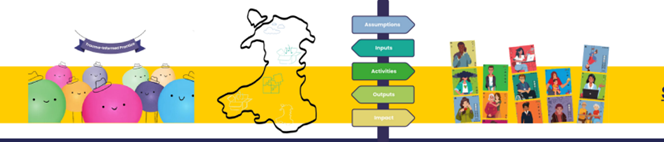 Trauma-Informed Practice
Assumptions
Inputs
Activities
Outputs
Impact